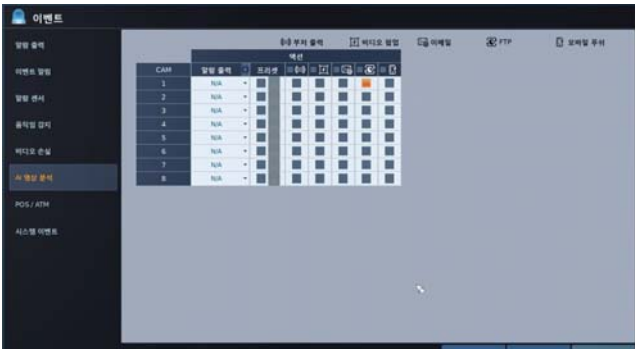 이벤트
알람 출력
이벤트 알람
알람 센서
움직임 감지
비디오 손실
AI 영상 분석
POS / ATM
시스템 이벤트
부저 출력 비디오 팝업 이메일 FTP 모바일 푸쉬
액션
CAM 알람 출력 프리셋
1 N/A
2 N/A
3 N/A
4 N/A
5 N/A
6 N/A
7 N/A
8 N/A